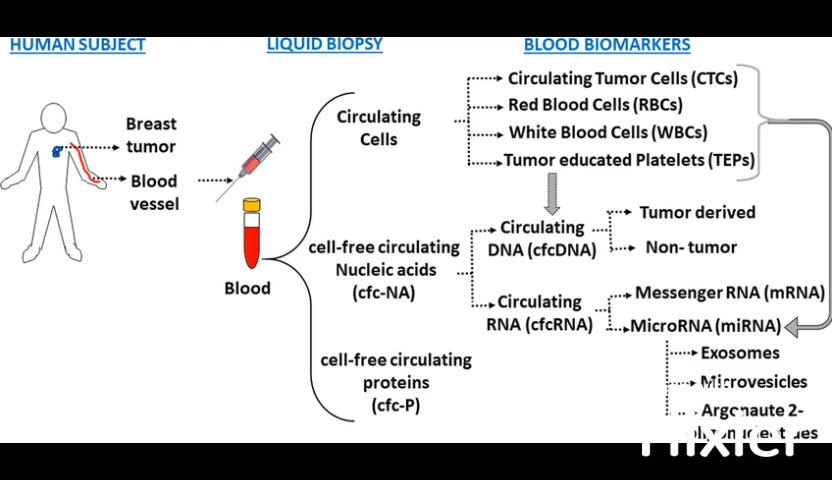 HUMAN SUBJECT
LIQUID BIOPSY
BLOOD BIOMARKERS
Breast
tumor
Blood
vessel
Blood
Circulating
Cells
cell-free circulating
Nucleic acids
(cfc-NA)
cell-free circulating
proteins
(cfc-P)
Circulating Tumor Cells (CTCs)
Red Blood Cells (RBCs)
White Blood Cells (WBCs)
Tumor educated Platelets (TEPs)
Circulating
DNA (cfcDNA)
Tumor derived
Non- tumor
Circulating
RNA (cfcRNA)
Messenger RNA (mRNA)
MicroRNA (miRNA)
Exosomes
Microvesicles
Argonaute 2-